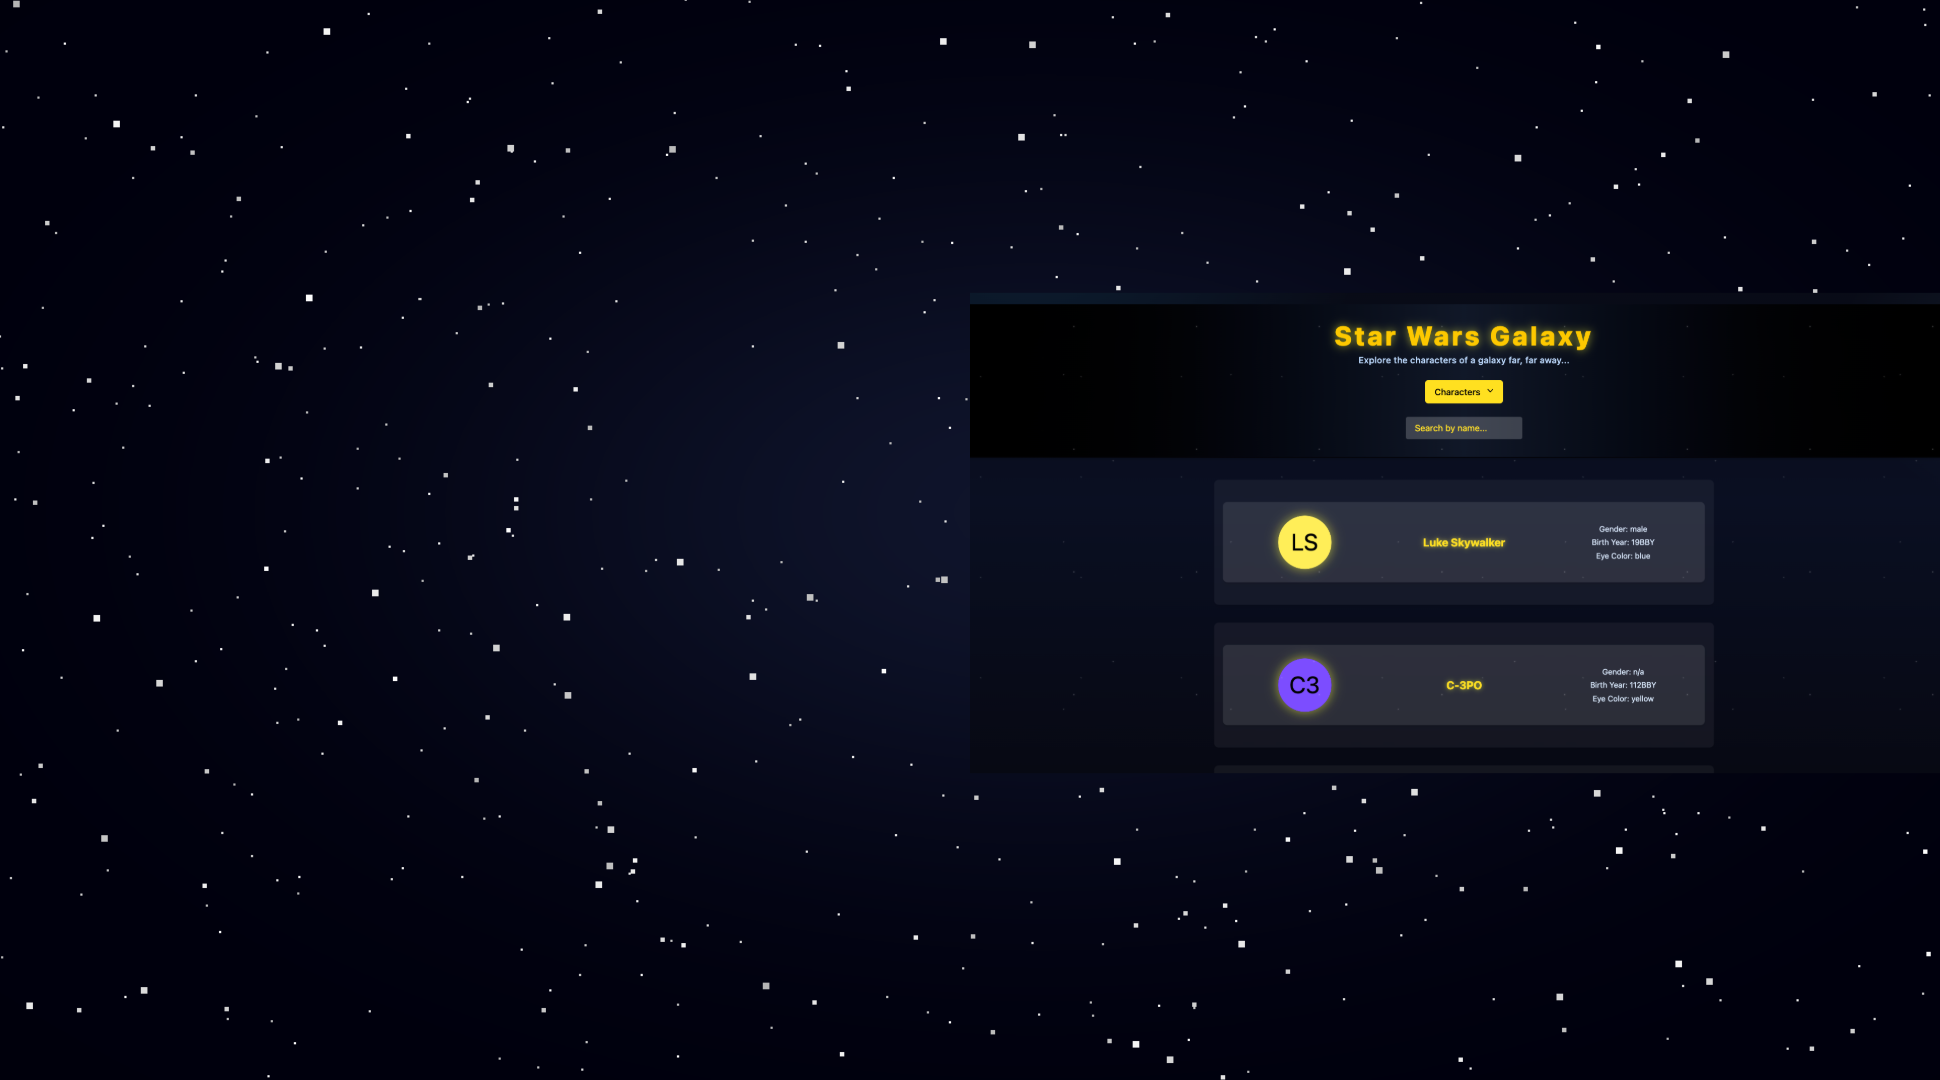 Star Wars Galaxy
Explore the characters of a galaxy far, far away...
Characters
Search by name...
LS
Luke Skywalker
Gender: male
Birth Year: 19BBY
Eye Color: blue
C3
C-3PO
Gender: n/a
Birth Year: 112BBY
Eye Color: yellow